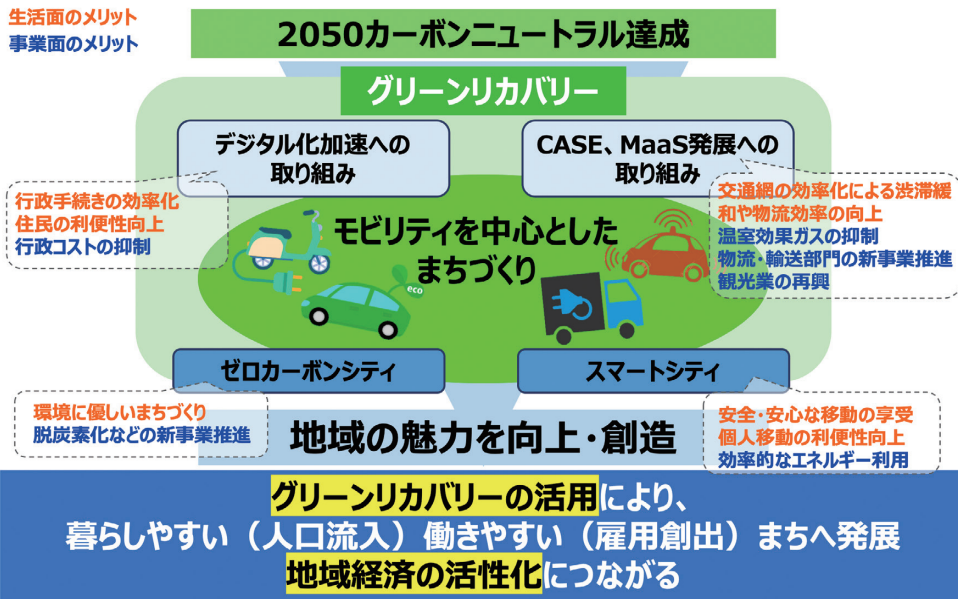 生活面のメリット
事業面のメリット
2050カーボンニュートラル達成
グリーンリカバリー
デジタル化加速への
取り組み
CASE、MaaS発展への
取り組み
行政手続きの効率化
住民の利便性向上
行政コストの抑制
交通網の効率化による渋滞緩
和や物流効率の向上
温室効果ガスの抑制
物流・輸送部門の新事業推進
観光業の再興
モビリティを中心とした
まちづくり
eco
ゼロカーボンシティ
スマートシティ
環境に優しいまちづくり
脱炭素化などの新事業推進
安全・安心な移動の享受
個人移動の利便性向上
効率的なエネルギー利用
地域の魅力を向上・創造
グリーンリカバリーの活用により、
暮らしやすい（人口流入）働きやすい（雇用創出）まちへ発展
地域経済の活性化につながる